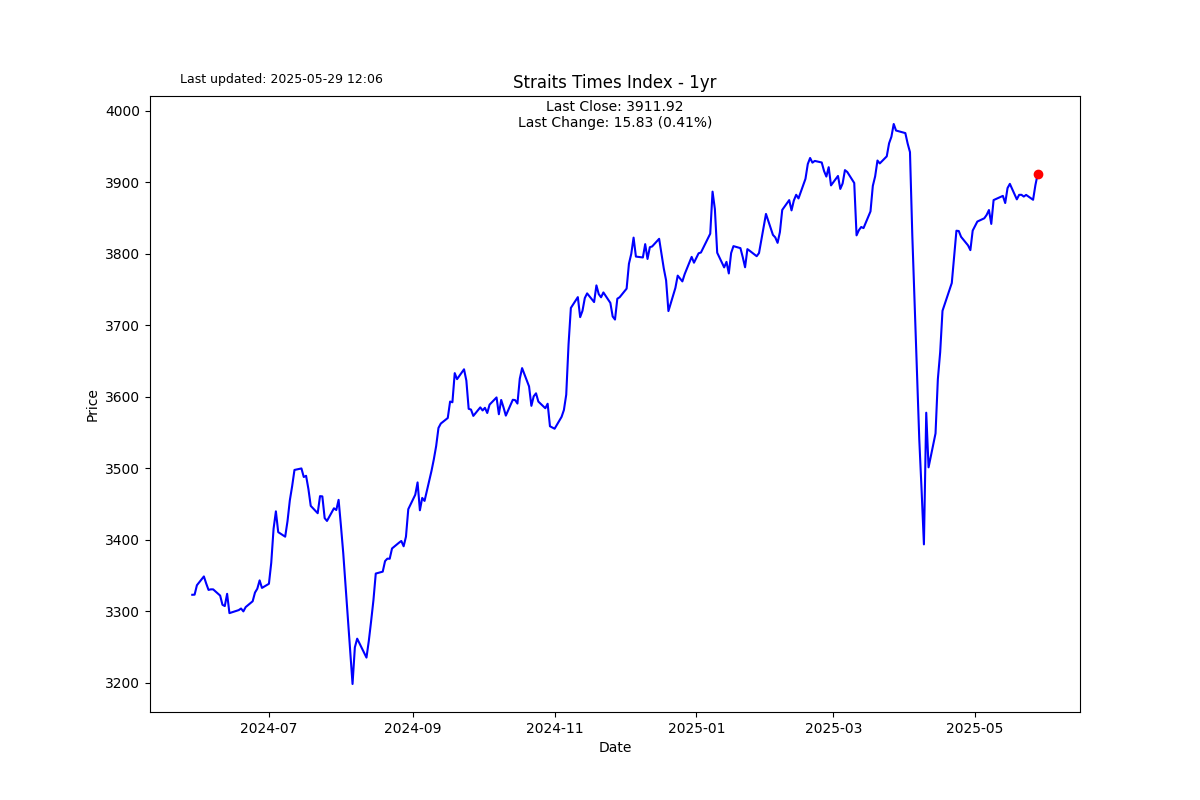 Last updated: 2025-05-29 12:06
Straits Times Index - 1yr
Last Close: 3911.92
Last Change: 15.83 (0.41%)
4000
3900
3800
3700
3600
3500
3400
3300
3200
Price
2024-07
2024-09
2024-11
2025-01
2025-03
2025-05
Date